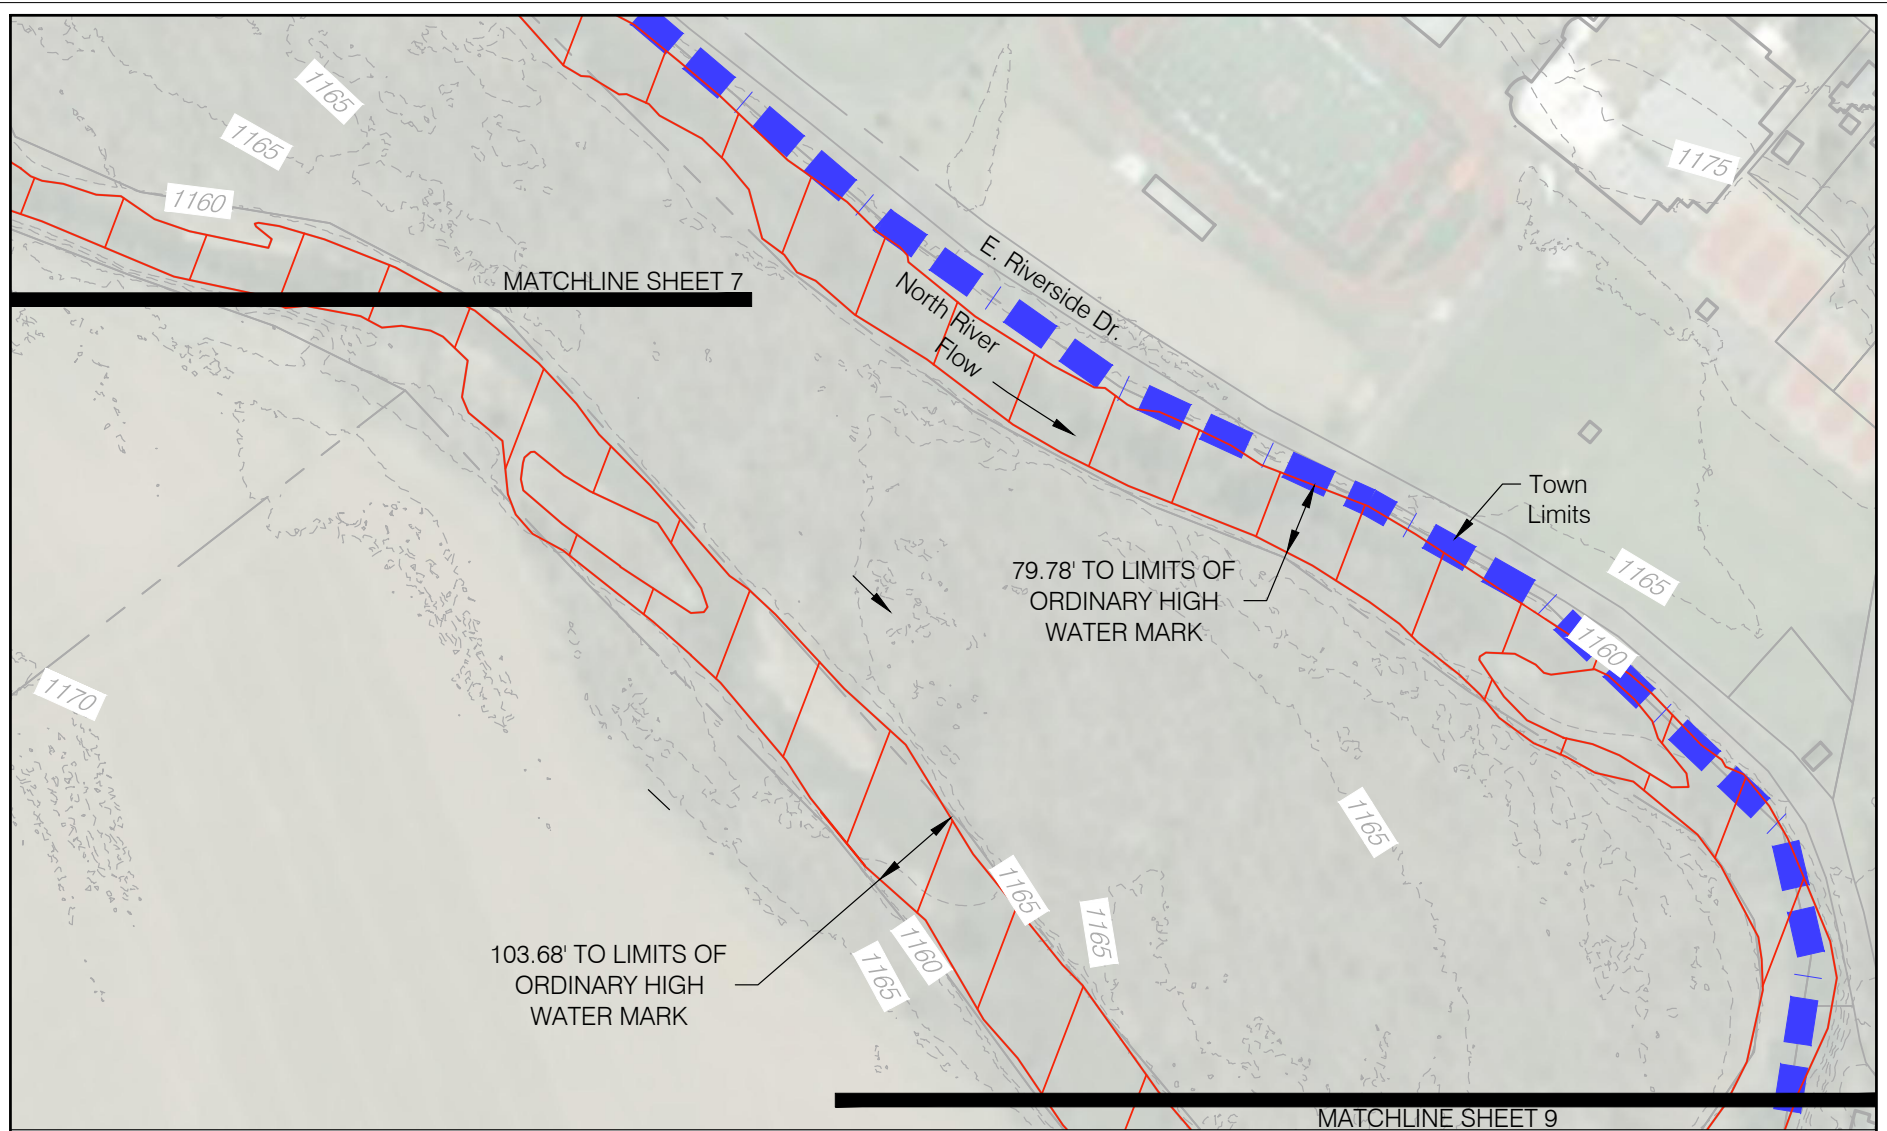 1165
1165
1160
1175
MATCHLINE SHEET 7
E. Riverside Dr.
North River
Flow
Town
Limits
79.78' TO LIMITS OF
ORDINARY HIGH
WATER MARK
1165
1160
1170
1165
1165
1165
1160
1165
103.68' TO LIMITS OF
ORDINARY HIGH
WATER MARK
MATCHLINE SHEET 9